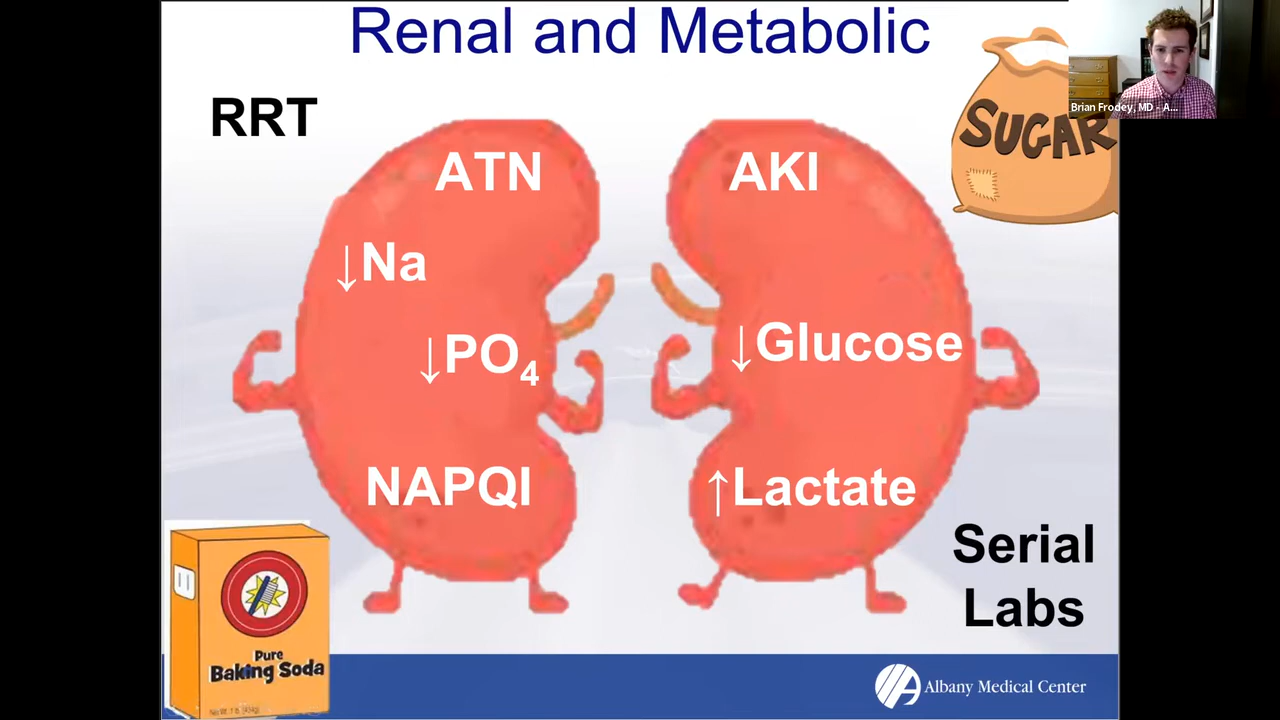 Renal and Metabolic
Brian Frodey, MD - A...
SUGAR
RRT
ATN
AKI
↓Na
↓PO₄
↓Glucose
NAPQI
↑Lactate
Serial
Labs
Pure
Baking Soda
Albany Medical Center